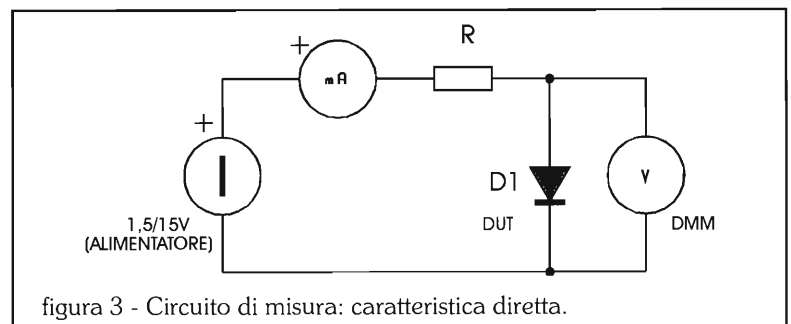 R
+
mA
+
1,5/15V
(ALIMENTATORE)
D1
DUT
V
DMM
figura 3 - Circuito di misura: caratteristica diretta.